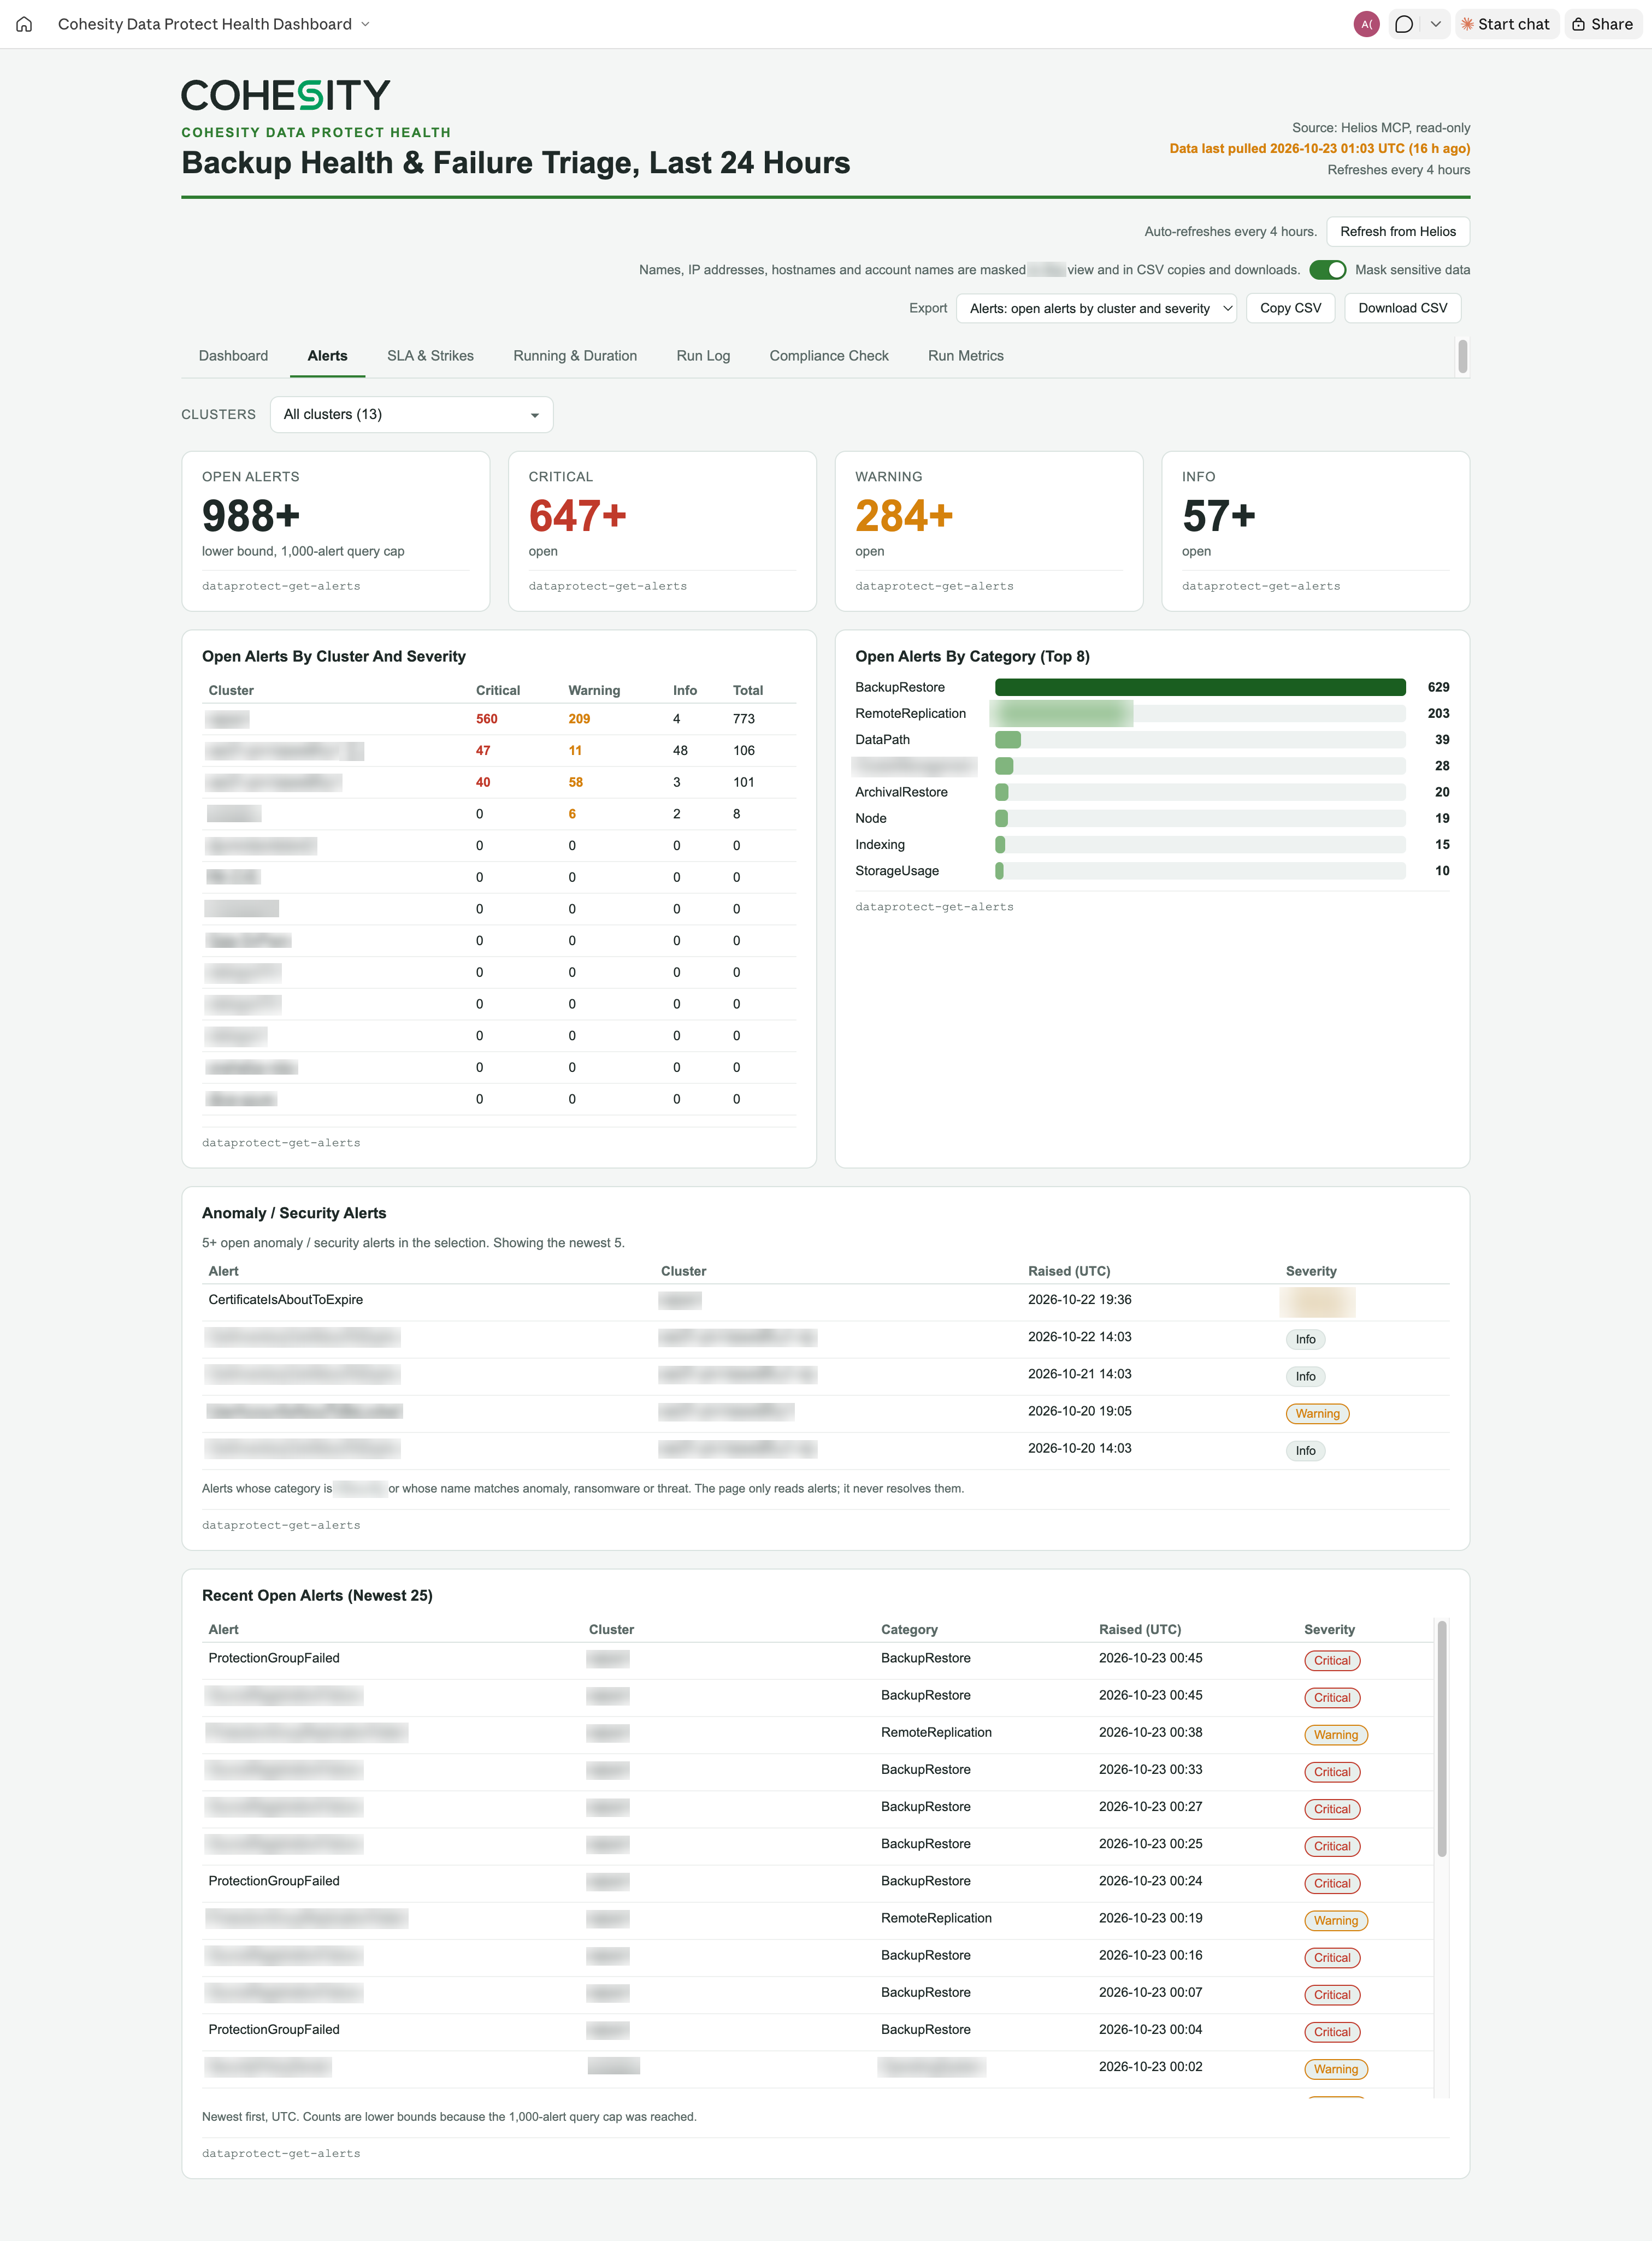 Cohesity Data Protect Health Dashboard
A(
Start chat
Share
COHESITY
COHESITY DATA PROTECT HEALTH
Backup Health & Failure Triage, Last 24 Hours
Source: Helios MCP, read-only
Data last pulled 2026-10-23 01:03 UTC (16 h ago)
Refreshes every 4 hours
Auto-refreshes every 4 hours. Refresh from Helios
Names, IP addresses, hostnames and account names are masked view and in CSV copies and downloads. Mask sensitive data
Export Alerts: open alerts by cluster and severity Copy CSV Download CSV
Dashboard Alerts SLA & Strikes Running & Duration Run Log Compliance Check Run Metrics
CLUSTERS All clusters (13)
OPEN ALERTS
988+
lower bound, 1,000-alert query cap
dataprotect-get-alerts
CRITICAL
647+
open
dataprotect-get-alerts
WARNING
284+
open
dataprotect-get-alerts
INFO
57+
open
dataprotect-get-alerts
Open Alerts By Cluster And Severity
Cluster Critical Warning Info Total
560 209 4 773
47 11 48 106
40 58 3 101
0 6 2 8
0 0 0 0
0 0 0 0
0 0 0 0
0 0 0 0
0 0 0 0
0 0 0 0
0 0 0 0
0 0 0 0
0 0 0 0
dataprotect-get-alerts
Open Alerts By Category (Top 8)
BackupRestore 629
RemoteReplication 203
DataPath 39
28
ArchivalRestore 20
Node 19
Indexing 15
StorageUsage 10
dataprotect-get-alerts
Anomaly / Security Alerts
5+ open anomaly / security alerts in the selection. Showing the newest 5.
Alert Cluster Raised (UTC) Severity
CertificateIsAboutToExpire 2026-10-22 19:36
2026-10-22 14:03 Info
2026-10-21 14:03 Info
2026-10-20 19:05 Warning
2026-10-20 14:03 Info
Alerts whose category is or whose name matches anomaly, ransomware or threat. The page only reads alerts; it never resolves them.
dataprotect-get-alerts
Recent Open Alerts (Newest 25)
Alert Cluster Category Raised (UTC) Severity
ProtectionGroupFailed BackupRestore 2026-10-23 00:45 Critical
BackupRestore 2026-10-23 00:45 Critical
RemoteReplication 2026-10-23 00:38 Warning
BackupRestore 2026-10-23 00:33 Critical
BackupRestore 2026-10-23 00:27 Critical
BackupRestore 2026-10-23 00:25 Critical
ProtectionGroupFailed BackupRestore 2026-10-23 00:24 Critical
RemoteReplication 2026-10-23 00:19 Warning
BackupRestore 2026-10-23 00:16 Critical
BackupRestore 2026-10-23 00:07 Critical
ProtectionGroupFailed BackupRestore 2026-10-23 00:04 Critical
2026-10-23 00:02 Warning
Newest first, UTC. Counts are lower bounds because the 1,000-alert query cap was reached.
dataprotect-get-alerts